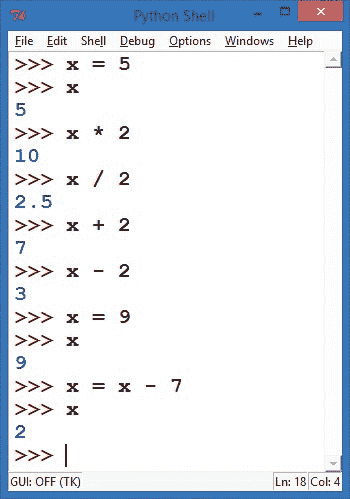 Python Shell
File Edit Shell Debug Options Windows Help
>>> x = 5
>>> x
5
>>> x * 2
10
>>> x / 2
2.5
>>> x + 2
7
>>> x - 2
3
>>> x = 9
>>> x
9
>>> x = x - 7
>>> x
2
>>>
GUI: OFF (TK) Ln: 18 Col: 4